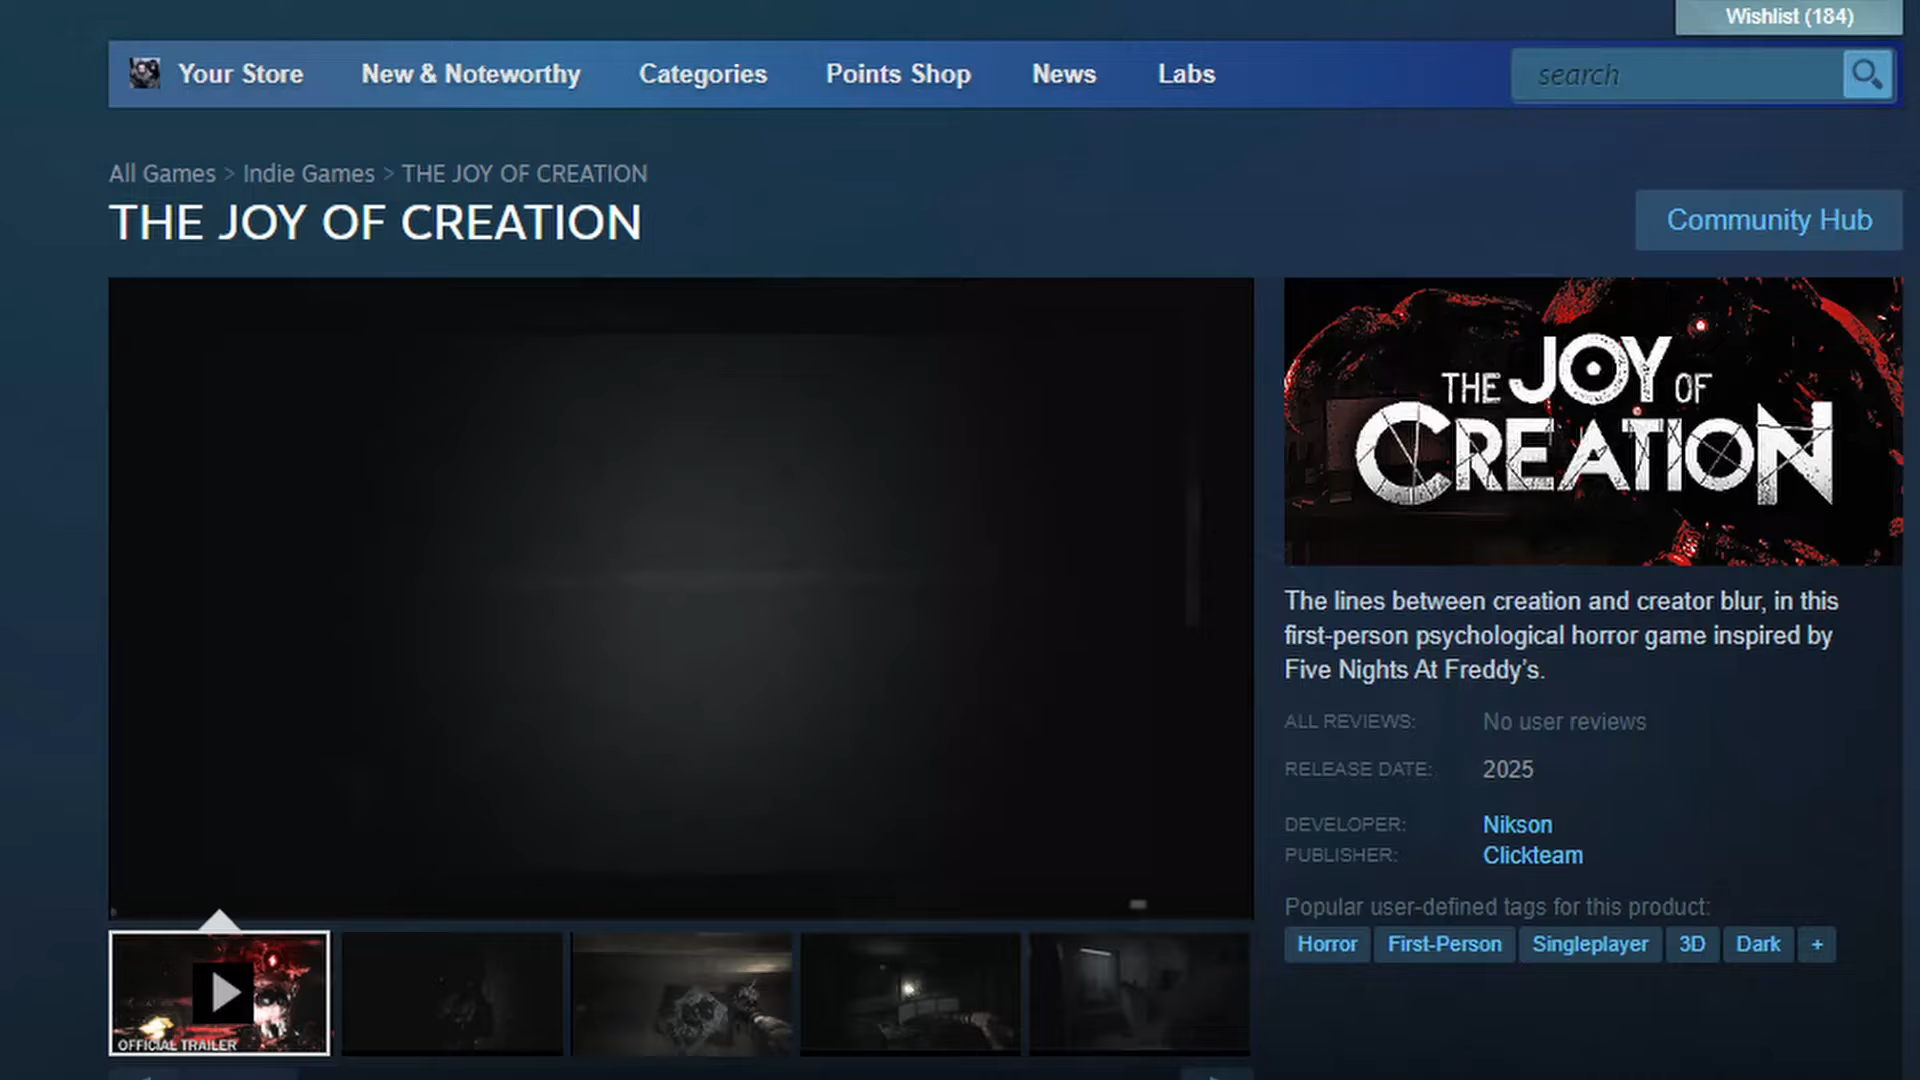 Wishlist (184)
Your Store New & Noteworthy Categories Points Shop News Labs search
All Games > Indie Games > THE JOY OF CREATION
THE JOY OF CREATION
Community Hub
THE JOY OF
CREATION
The lines between creation and creator blur, in this
first-person psychological horror game inspired by
Five Nights At Freddy's.
ALL REVIEWS: No user reviews
RELEASE DATE: 2025
DEVELOPER: Nikson
PUBLISHER: Clickteam
Popular user-defined tags for this product:
Horror First-Person Singleplayer 3D Dark +
OFFICIAL TRAILER